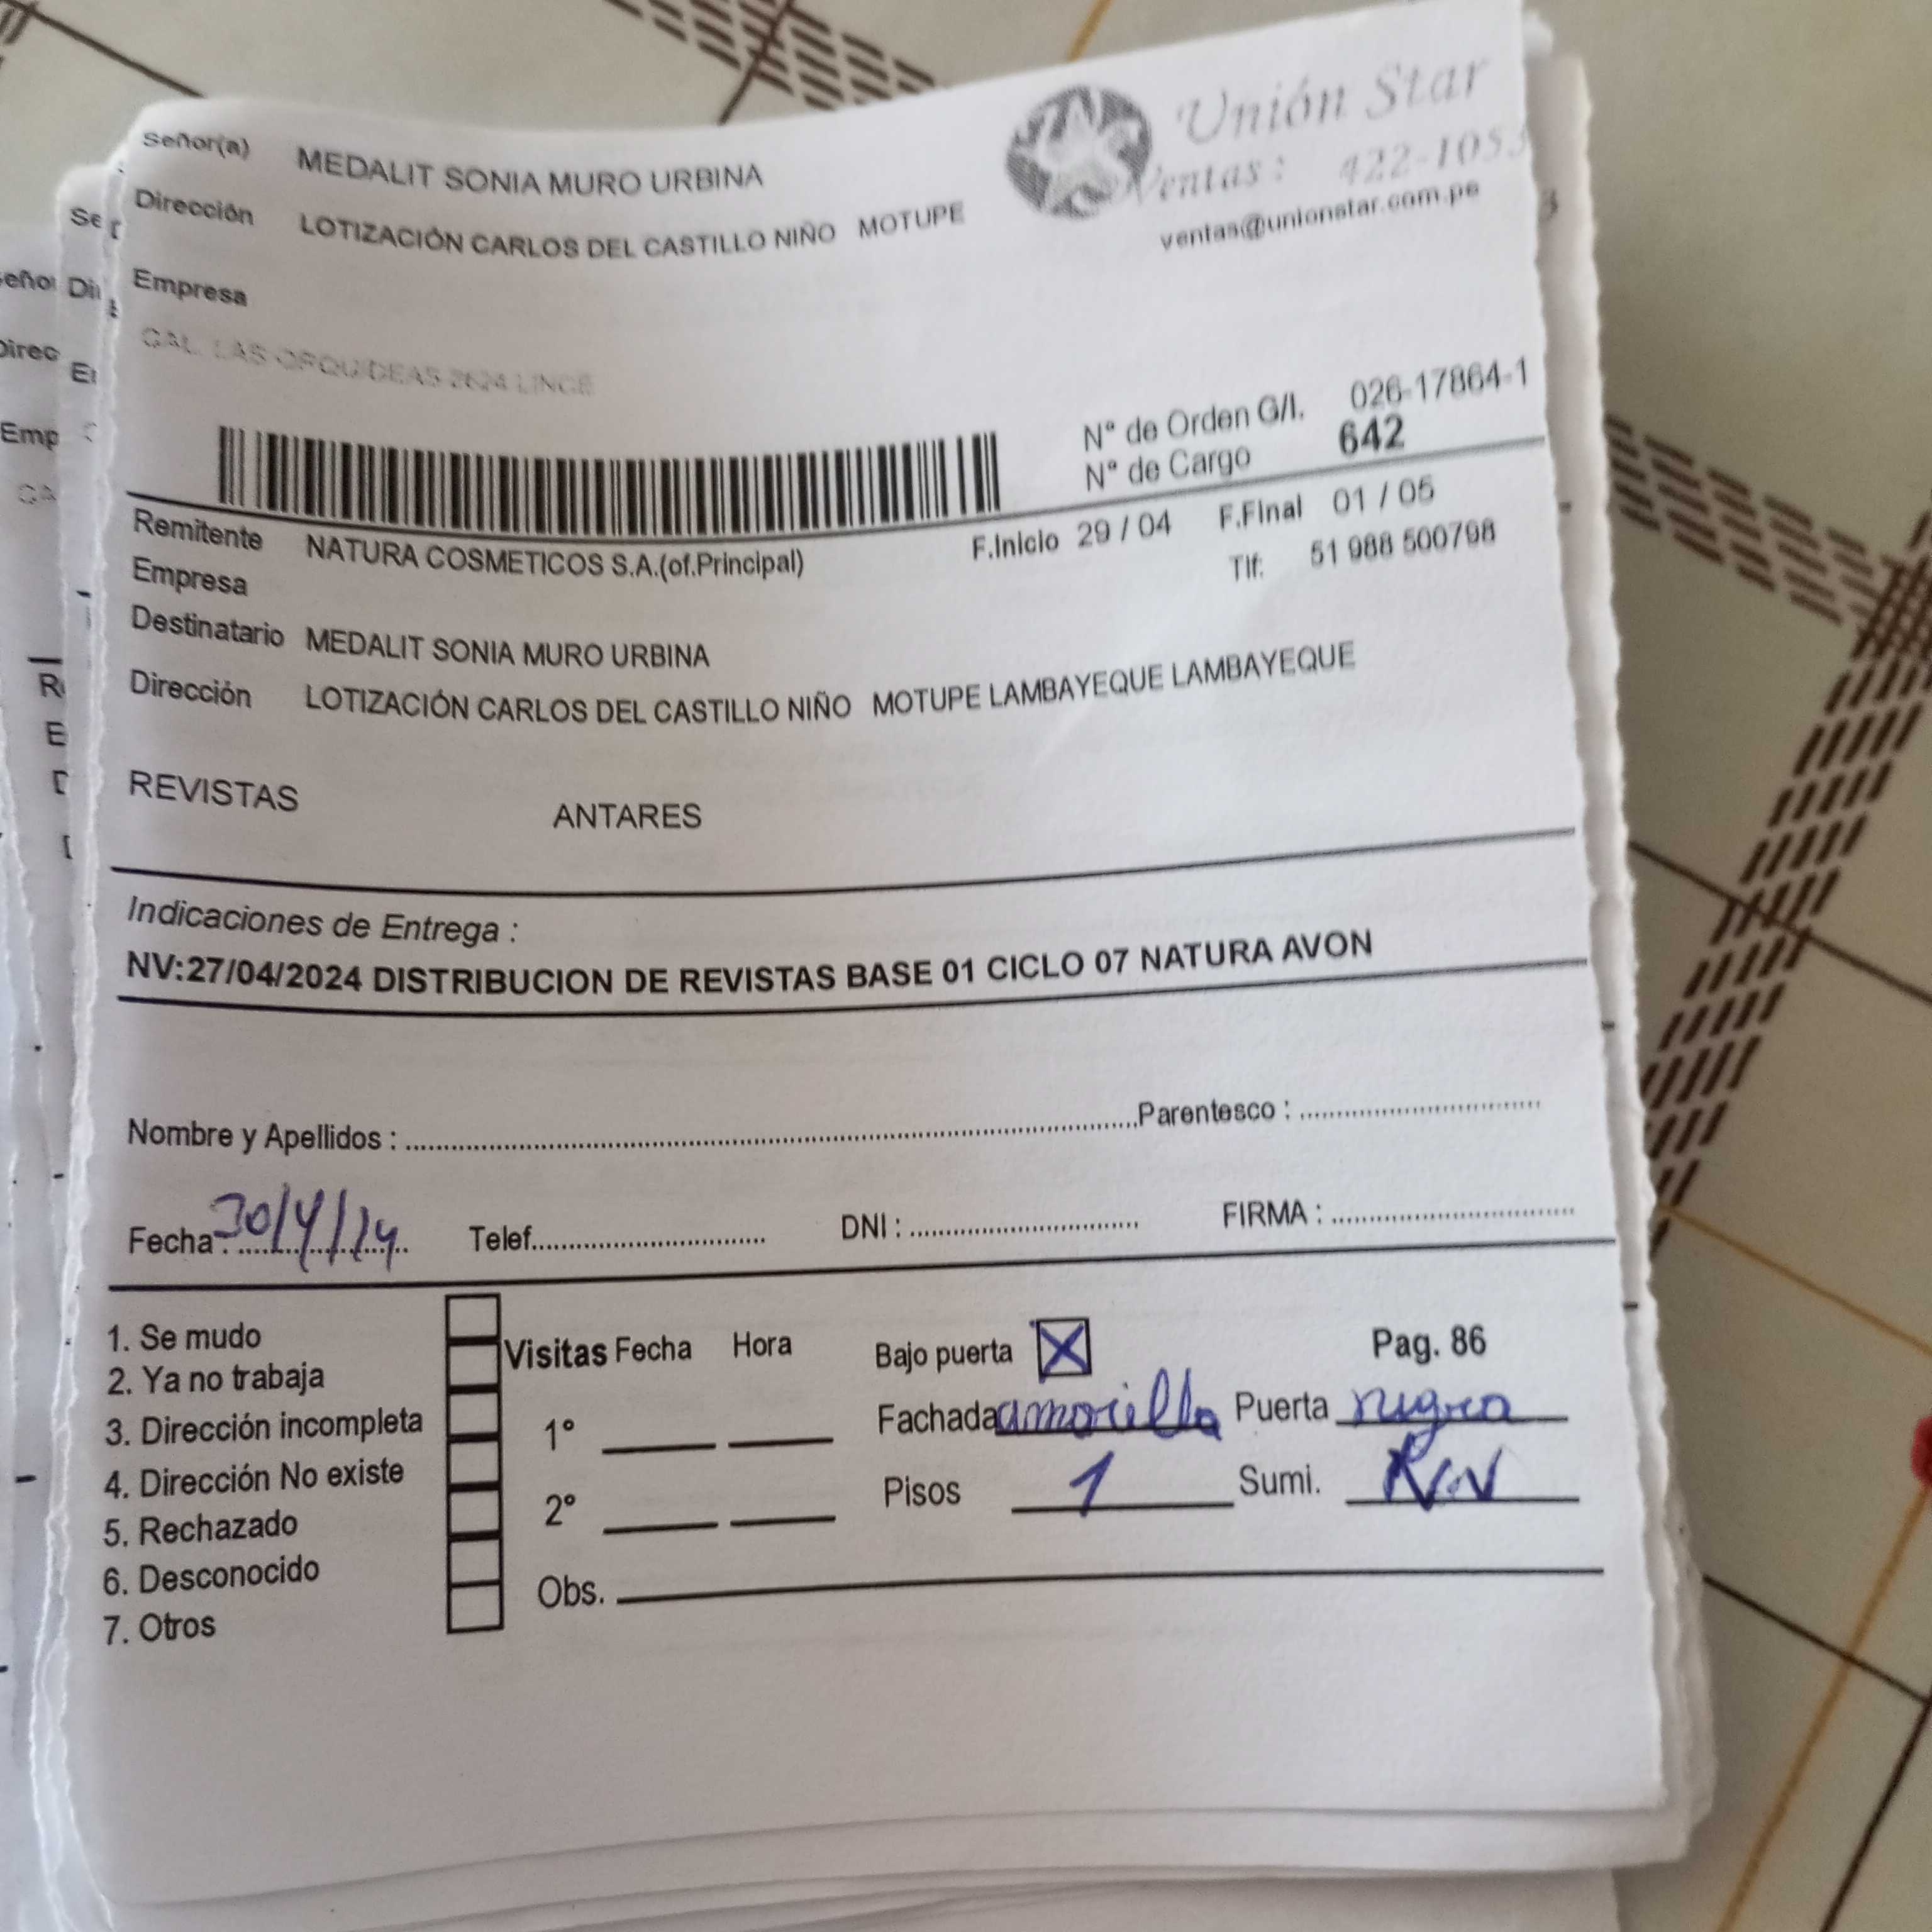 Unión Star
Señor(a) MEDALIT SONIA MURO URBINA
Ventas: 422-1053
Dirección LOTIZACIÓN CARLOS DEL CASTILLO NIÑO MOTUPE
ventas@unionstar.com.pe
Empresa
GAL. LAS ORQUIDEAS 2624 LINCE
N° de Orden G/I. 026-17864-1
N° de Cargo 642
Remitente NATURA COSMETICOS S.A.(of.Principal) F.Inicio 29 / 04 F.Final 01 / 05
Empresa Tlf: 51 988 500798
Destinatario MEDALIT SONIA MURO URBINA
Dirección LOTIZACIÓN CARLOS DEL CASTILLO NIÑO MOTUPE LAMBAYEQUE LAMBAYEQUE
REVISTAS ANTARES
Indicaciones de Entrega :
NV:27/04/2024 DISTRIBUCION DE REVISTAS BASE 01 CICLO 07 NATURA AVON
Nombre y Apellidos : Parentesco :
Fecha: 30/4/24 Telef. DNI : FIRMA :
1. Se mudo Visitas Fecha Hora Bajo puerta X Pag. 86
2. Ya no trabaja
3. Dirección incompleta 1° Fachada amarilla Puerta negra
4. Dirección No existe Pisos 1 Sumi.
5. Rechazado 2°
6. Desconocido Obs.
7. Otros